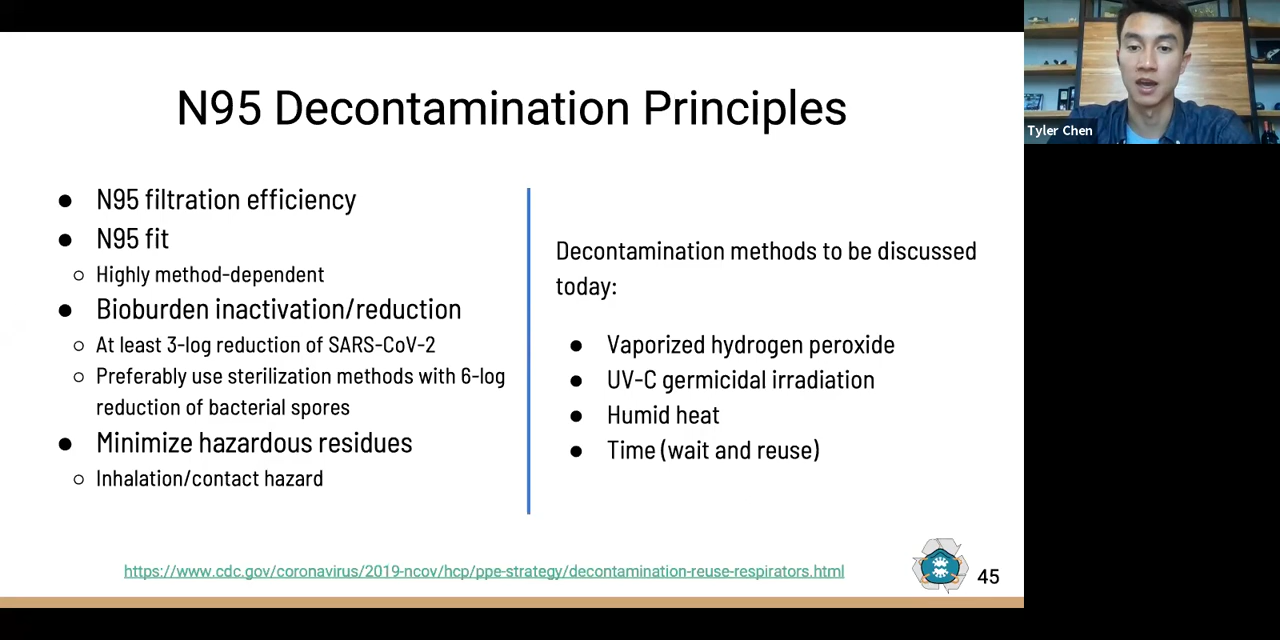 N95 Decontamination Principles
● N95 filtration efficiency
● N95 fit
○ Highly method-dependent
● Bioburden inactivation/reduction
○ At least 3-log reduction of SARS-CoV-2
○ Preferably use sterilization methods with 6-log
reduction of bacterial spores
● Minimize hazardous residues
○ Inhalation/contact hazard
Decontamination methods to be discussed
today:
● Vaporized hydrogen peroxide
● UV-C germicidal irradiation
● Humid heat
● Time (wait and reuse)
https://www.cdc.gov/coronavirus/2019-ncov/hcp/ppe-strategy/decontamination-reuse-respirators.html
45
Tyler Chen